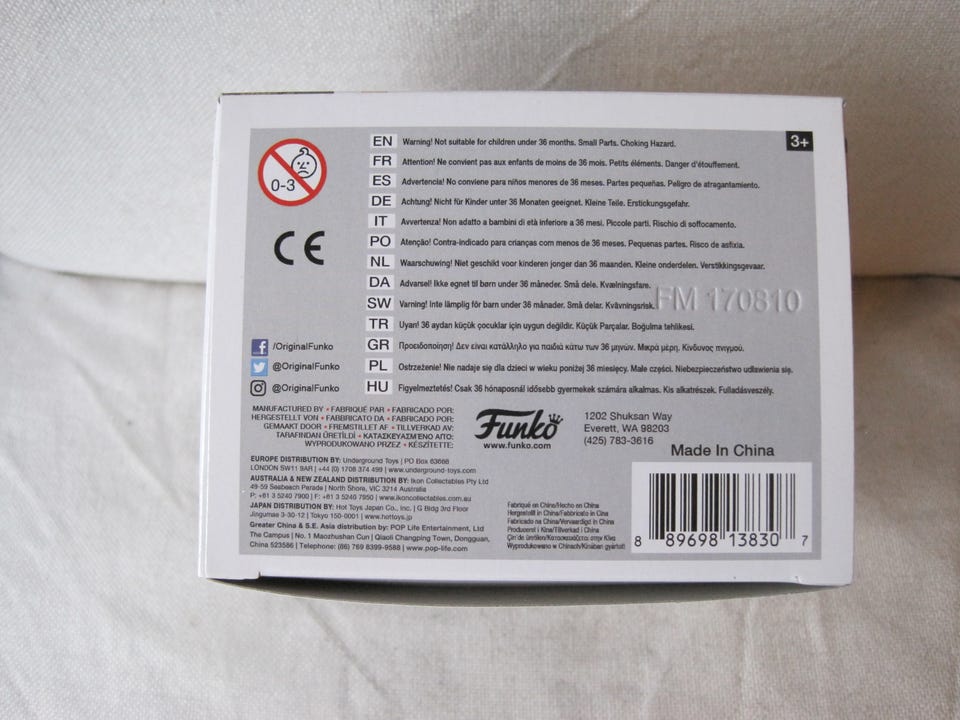 3+
0-3
EN Warning! Not suitable for children under 36 months. Small Parts. Choking Hazard.
FR Attention! Ne convient pas aux enfants de moins de 36 mois. Petits éléments. Danger d'étouffement.
ES Advertencia! No conviene para niños menores de 36 meses. Partes pequeñas. Peligro de atragantamiento.
DE Achtung! Nicht für Kinder unter 36 Monaten geeignet. Kleine Teile. Erstickungsgefahr.
IT Avvertenza! Non adatto a bambini di età inferiore a 36 mesi. Piccole parti. Rischio di soffocamento.
PO Atenção! Contra-indicado para crianças com menos de 36 meses. Pequenas partes. Risco de asfixia.
NL Waarschuwing! Niet geschikt voor kinderen jonger dan 36 maanden. Kleine onderdelen. Verstikkingsgevaar.
DA Advarsel! Ikke egnet til børn under 36 måneder. Små dele. Kvælningsfare.
SW Varning! Inte lämplig för barn under 36 månader. Små delar. Kvävningsrisk.
FM 170810
TR Uyarı! 36 aydan küçük çocuklar için uygun değildir. Küçük Parçalar. Boğulma tehlikesi.
GR Προειδοποίηση! Δεν είναι κατάλληλο για παιδιά κάτω των 36 μηνών. Μικρά μέρη. Κίνδυνος πνιγμού.
PL Ostrzeżenie! Nie nadaje się dla dzieci w wieku poniżej 36 miesięcy. Małe części. Niebezpieczeństwo udławienia się.
HU Figyelmeztetés! Csak 36 hónaposnál idősebb gyermekek számára alkalmas. Kis alkatrészek. Fulladásveszély.
CE
/OriginalFunko
@OriginalFunko
@OriginalFunko
MANUFACTURED BY • FABRIQUÉ PAR • FABRICADO POR:
HERGESTELLT VON • FABBRICATO DA • FABRICADO POR:
GEMAAKT DOOR • FREMSTILLET AF • TILLVERKAD AV:
TARAFINDAN ÜRETİLDİ • ΚΑΤΑΣΚΕΥΑΣΜΕΝΟ ΑΠΟ:
WYPRODUKOWANO PRZEZ • KÉSZÍTETTE:
Funko
www.funko.com
1202 Shuksan Way
Everett, WA 98203
(425) 783-3616
Made In China
EUROPE DISTRIBUTION BY: Underground Toys | PO Box 63668
LONDON SW11 9AR | +44 (0) 1708 374 499 | www.underground-toys.com
AUSTRALIA & NEW ZEALAND DISTRIBUTION BY: Ikon Collectables Pty Ltd
49-59 Seabeach Parade | North Shore, VIC 3214 Australia
P: +61 3 5240 7900 | F: +61 3 5240 7950 | www.ikoncollectables.com.au
JAPAN DISTRIBUTION BY: Hot Toys Japan Co., Inc. | G Bldg 3rd Floor
Jingumae 3-30-12 | Tokyo 150-0001 | www.hottoys.jp
Greater China & S.E. Asia distribution by: POP Life Entertainment, Ltd
The Campus | No. 1 Maozhushan Cun | Qiaoli Changping Town, Dongguan,
China 523586 | Telephone: (86) 769 8399-9588 | www.pop-life.com
Fabriqué en Chine/Hecho en China
Hergestellt in China/Fabbricato in Cina
Fabricado na China/Vervaardigd in China
Produceret i Kina/Tillverkad i China
Çin'de üretilen/Κατασκευάζεται στην Κίνα
Wyprodukowano w Chinach/Kínában gyártott
8 89698 13830 7